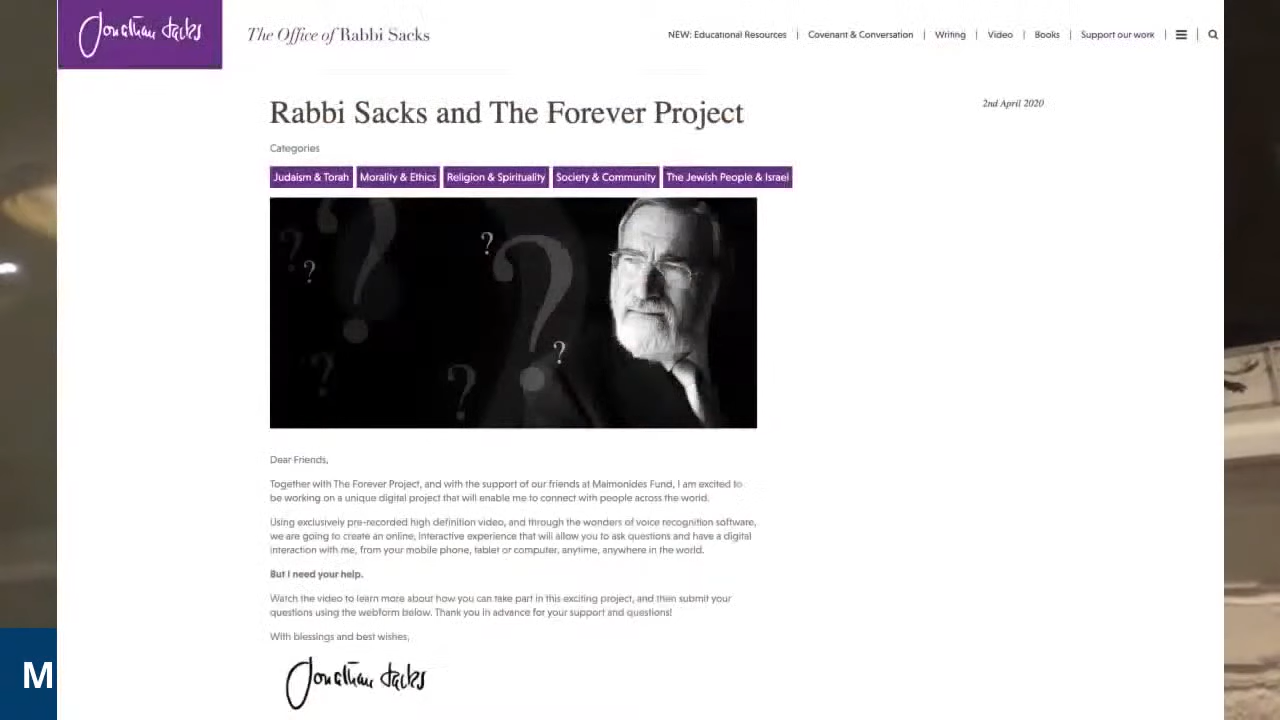 Jonathan Sacks
The Office of Rabbi Sacks
NEW: Educational Resources | Covenant & Conversation | Writing | Video | Books | Support our work
2nd April 2020
Rabbi Sacks and The Forever Project
Categories
Judaism & Torah Morality & Ethics Religion & Spirituality Society & Community The Jewish People & Israel
? ? ? ? ? ? ? ?
Dear Friends,
Together with The Forever Project, and with the support of our friends at Maimonides Fund, I am excited to
be working on a unique digital project that will enable me to connect with people across the world.
Using exclusively pre-recorded high definition video, and through the wonders of voice recognition software,
we are going to create an online, interactive experience that will allow you to ask questions and have a digital
interaction with me, from your mobile phone, tablet or computer, anytime, anywhere in the world.
But I need your help.
Watch the video to learn more about how you can take part in this exciting project, and then submit your
questions using the webform below. Thank you in advance for your support and questions!
With blessings and best wishes,
Jonathan Sacks
M